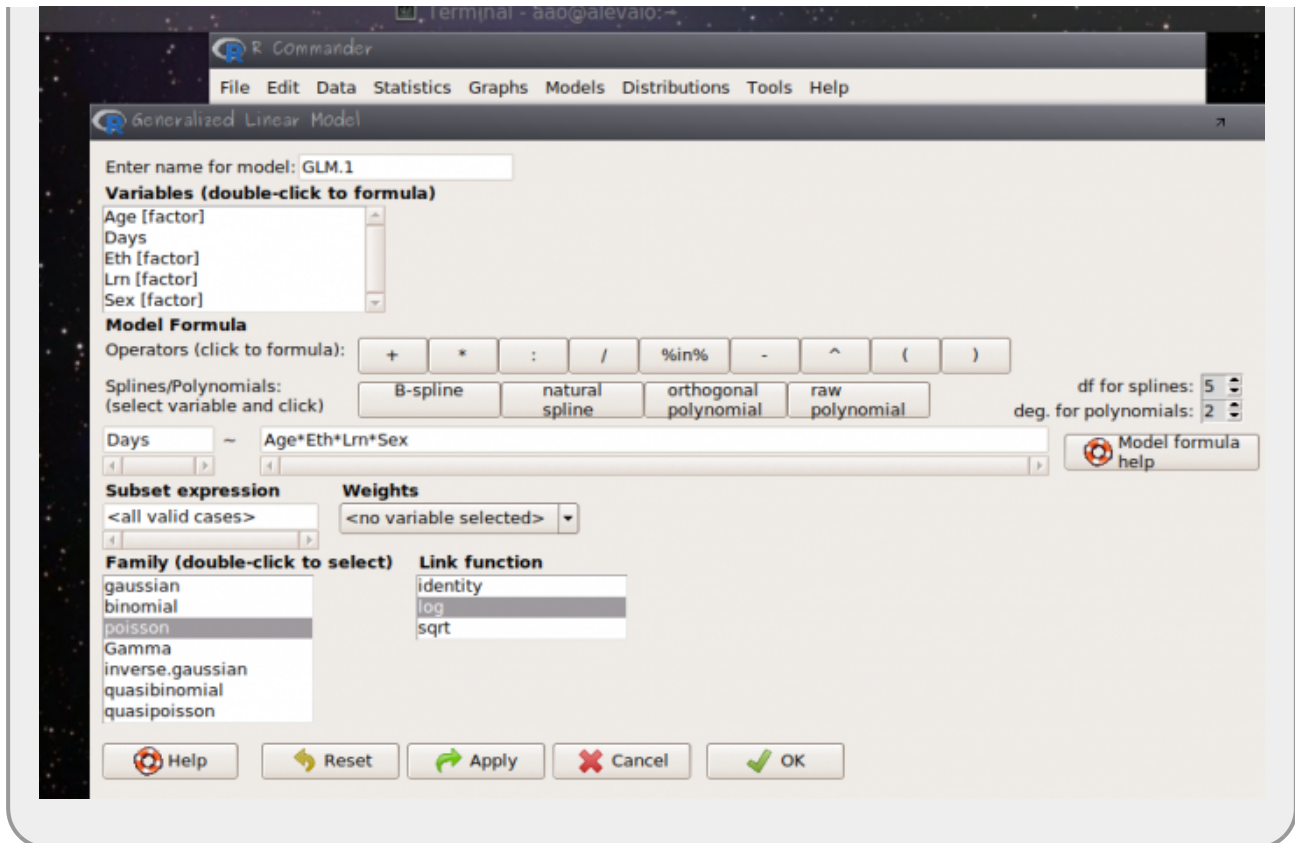 Terminal - aao@alevalo:~
R Commander
File Edit Data Statistics Graphs Models Distributions Tools Help
Generalized Linear Model
Enter name for model: GLM.1
Variables (double-click to formula)
Age [factor]
Days
Eth [factor]
Lrn [factor]
Sex [factor]
Model Formula
Operators (click to formula): + * : / %in% - ^ ( )
Splines/Polynomials:
(select variable and click)
B-spline
natural
spline
orthogonal
polynomial
raw
polynomial
df for splines: 5
deg. for polynomials: 2
Days ~ Age*Eth*Lrn*Sex
Model formula
help
Subset expression Weights
<all valid cases> <no variable selected>
Family (double-click to select) Link function
gaussian identity
binomial log
poisson sqrt
Gamma
inverse.gaussian
quasibinomial
quasipoisson
Help Reset Apply Cancel OK